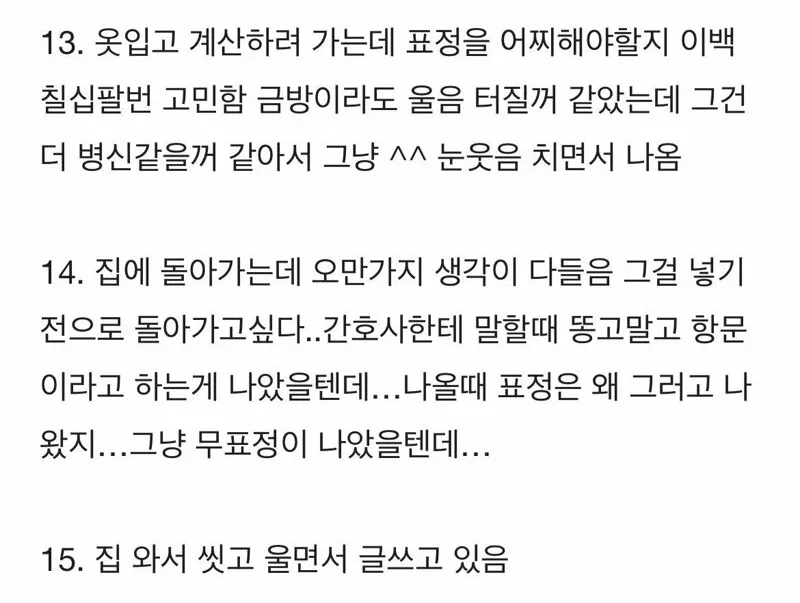 13. 옷입고 계산하려 가는데 표정을 어찌해야할지 이백
칠십팔번 고민함 금방이라도 울음 터질꺼 같았는데 그건
더 병신같을꺼 같아서 그냥 ^^ 눈웃음 치면서 나옴
14. 집에 돌아가는데 오만가지 생각이 다들음 그걸 넣기
전으로 돌아가고싶다..간호사한테 말할때 똥고말고 항문
이라고 하는게 나았을텐데...나올때 표정은 왜 그러고 나
왔지...그냥 무표정이 나았을텐데...
15. 집 와서 씻고 울면서 글쓰고 있음